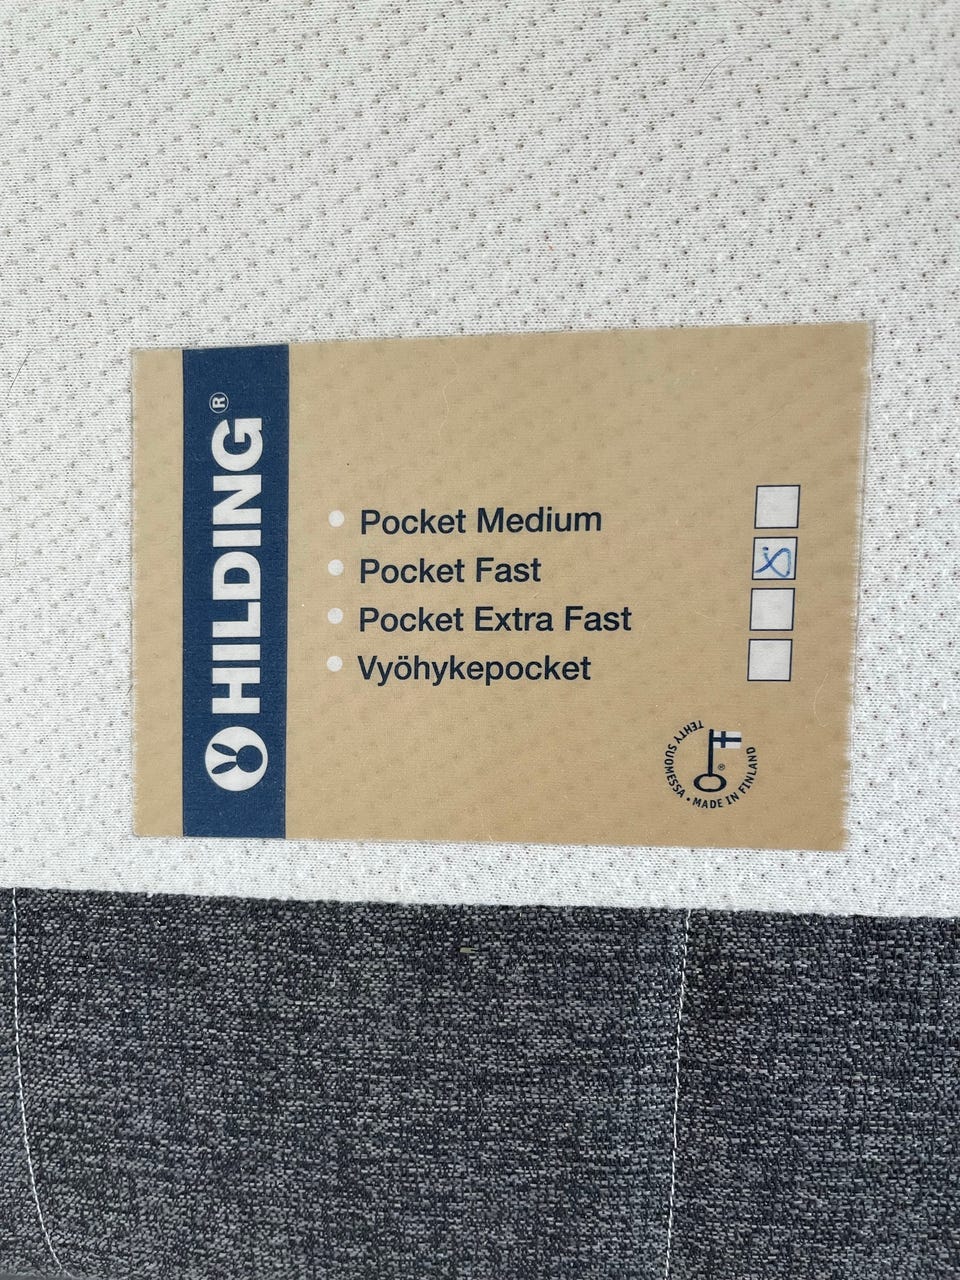 HILDING®
Pocket Medium
Pocket Fast
Pocket Extra Fast
Vyöhykepocket
TEHTY SUOMESSA • MADE IN FINLAND
®